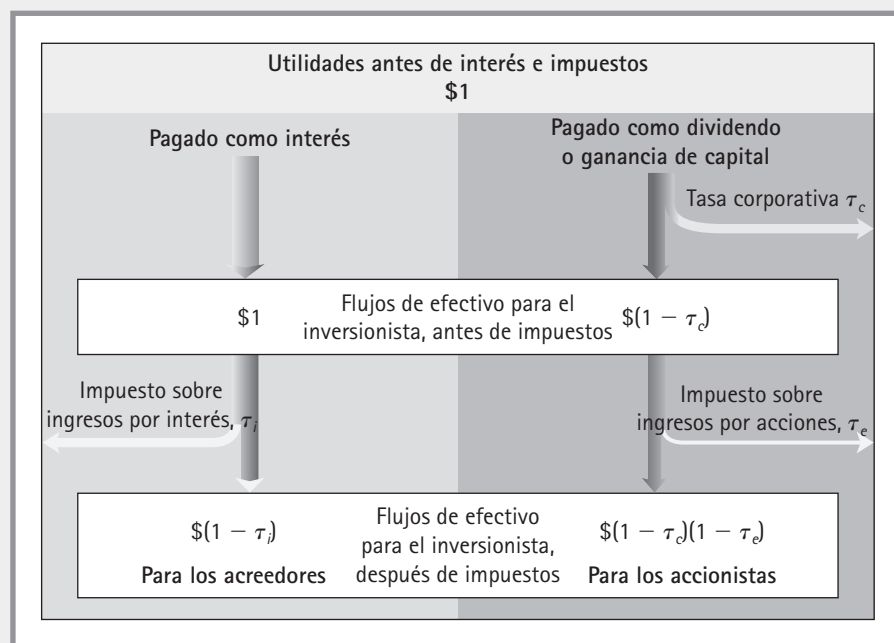 Utilidades antes de interés e impuestos
$1
Pagado como interés
Pagado como dividendo
o ganancia de capital
Tasa corporativa τc
$1
Flujos de efectivo para el
inversionista, antes de impuestos
$(1 − τc)
Impuesto sobre
ingresos por interés, τi
Impuesto sobre
ingresos por acciones, τe
$(1 − τi)
Para los acreedores
Flujos de efectivo
para el inversionista,
después de impuestos
$(1 − τc)(1 − τe)
Para los accionistas